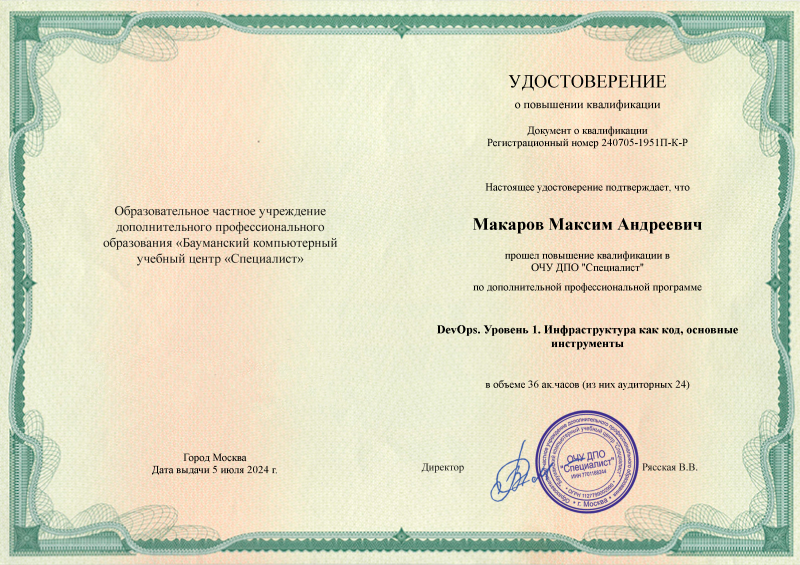 Образовательное частное учреждение
дополнительного профессионального
образования «Бауманский компьютерный
учебный центр «Специалист»
Город Москва
Дата выдачи 5 июля 2024 г.
УДОСТОВЕРЕНИЕ
о повышении квалификации
Документ о квалификации
Регистрационный номер 240705-1951П-К-Р
Настоящее удостоверение подтверждает, что
Макаров Максим Андреевич
прошел повышение квалификации в
ОЧУ ДПО "Специалист"
по дополнительной профессиональной программе
DevOps. Уровень 1. Инфраструктура как код, основные
инструменты
в объеме 36 ак.часов (из них аудиторных 24)
Директор
ОЧУ ДПО
"Специалист"
г. Москва
Рясская В.В.